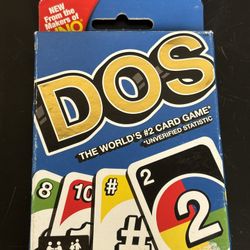 NEW
From the
Makers of
UNO
DOS
THE WORLD'S #2 CARD GAME*
*UNVERIFIED STATISTIC
8
10
#
#
2
2